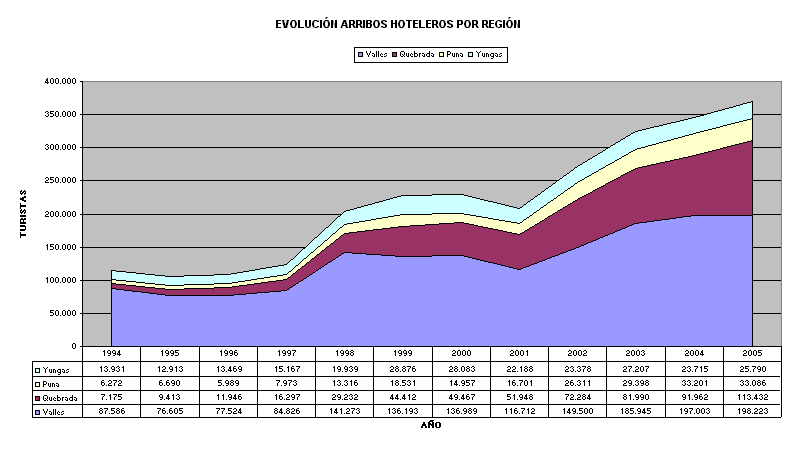 EVOLUCIÓN ARRIBOS HOTELEROS POR REGIÓN
Valles Quebrada Puna Yungas
400.000
350.000
300.000
250.000
200.000
150.000
100.000
50.000
0
TURISTAS
1994 1995 1996 1997 1998 1999 2000 2001 2002 2003 2004 2005
Yungas 13.931 12.913 13.469 15.167 19.939 28.876 28.083 22.188 23.378 27.207 23.715 25.790
Puna 6.272 6.690 5.989 7.973 13.316 18.531 14.957 16.701 26.311 29.398 33.201 33.086
Quebrada 7.175 9.413 11.946 16.297 29.232 44.412 49.467 51.948 72.284 81.990 91.962 113.432
Valles 87.586 76.605 77.524 84.826 141.273 136.193 136.989 116.712 149.500 185.945 197.003 198.223
AÑO